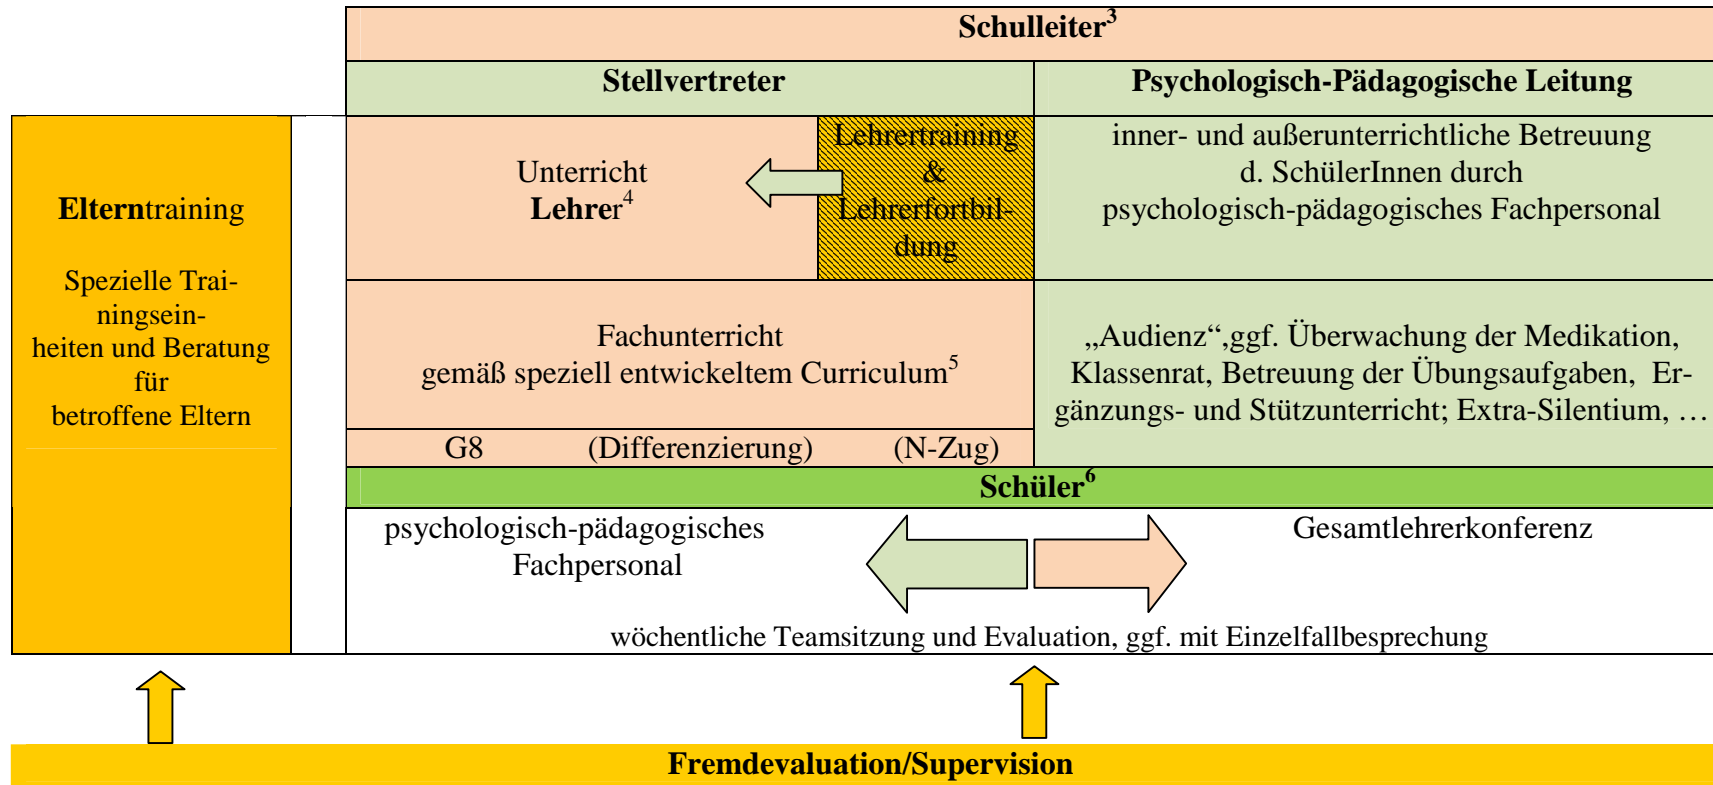 Schulleiter³
Stellvertreter
Psychologisch-Pädagogische Leitung
Elterntraining
Spezielle Trai-
ningsein-
heiten und Beratung
für
betroffene Eltern
Unterricht
Lehrer⁴
Lehrertraining
&
Lehrerfortbil-
dung
inner- und außerunterrichtliche Betreuung
d. SchülerInnen durch
psychologisch-pädagogisches Fachpersonal
Fachunterricht
gemäß speziell entwickeltem Curriculum⁵
„Audienz“,ggf. Überwachung der Medikation,
Klassenrat, Betreuung der Übungsaufgaben, Er-
gänzungs- und Stützunterricht; Extra-Silentium, …
G8 (Differenzierung) (N-Zug)
Schüler⁶
psychologisch-pädagogisches
Fachpersonal
Gesamtlehrerkonferenz
wöchentliche Teamsitzung und Evaluation, ggf. mit Einzelfallbesprechung
Fremdevaluation/Supervision